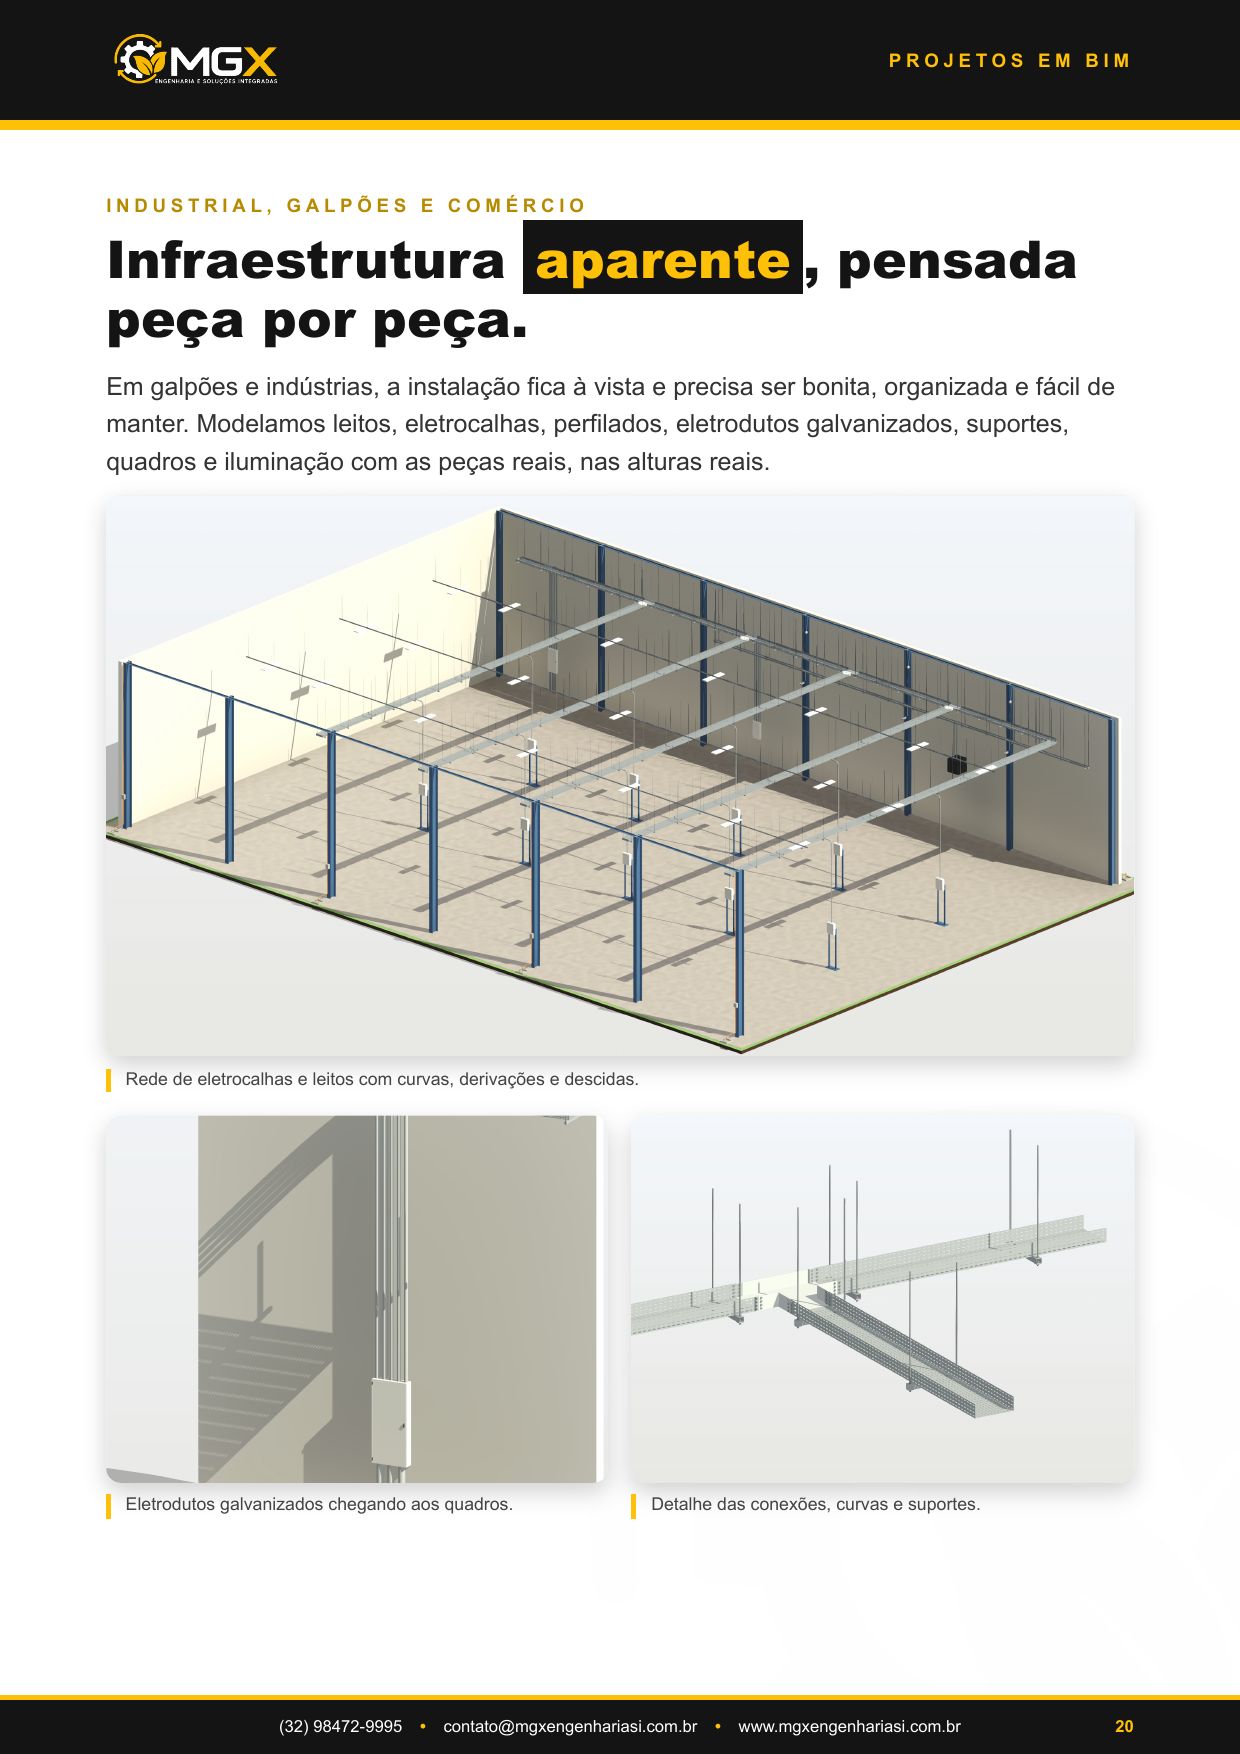 MGX
ENGENHARIA E SOLUÇÕES INTEGRADAS
PROJETOS EM BIM
INDUSTRIAL, GALPÕES E COMÉRCIO
Infraestrutura aparente, pensada
peça por peça.
Em galpões e indústrias, a instalação fica à vista e precisa ser bonita, organizada e fácil de
manter. Modelamos leitos, eletrocalhas, perfilados, eletrodutos galvanizados, suportes,
quadros e iluminação com as peças reais, nas alturas reais.
Rede de eletrocalhas e leitos com curvas, derivações e descidas.
Eletrodutos galvanizados chegando aos quadros.
Detalhe das conexões, curvas e suportes.
(32) 98472-9995 • contato@mgxengenhariasi.com.br • www.mgxengenhariasi.com.br 20